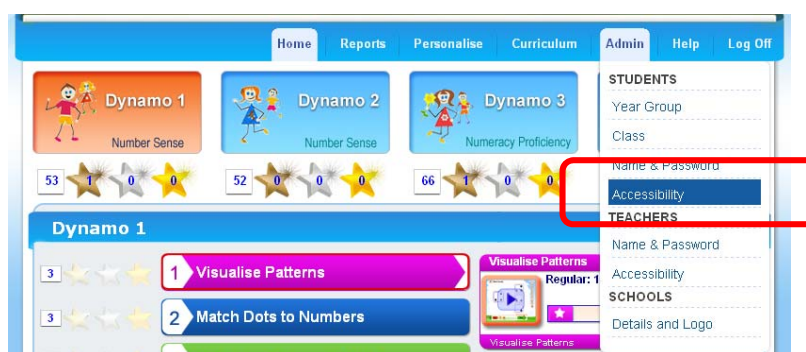 Home Reports Personalise Curriculum Admin Help Log Off
Dynamo 1
Number Sense
Dynamo 2
Number Sense
Dynamo 3
Numeracy Proficiency
53 1 0 0
52 0 0 0
66 1 0 0
STUDENTS
Year Group
Class
Name & Password
Accessibility
TEACHERS
Name & Password
Accessibility
SCHOOLS
Details and Logo
Dynamo 1
3
1 Visualise Patterns
3
2 Match Dots to Numbers
Visualise Patterns
Regular: 1
Visualise Patterns